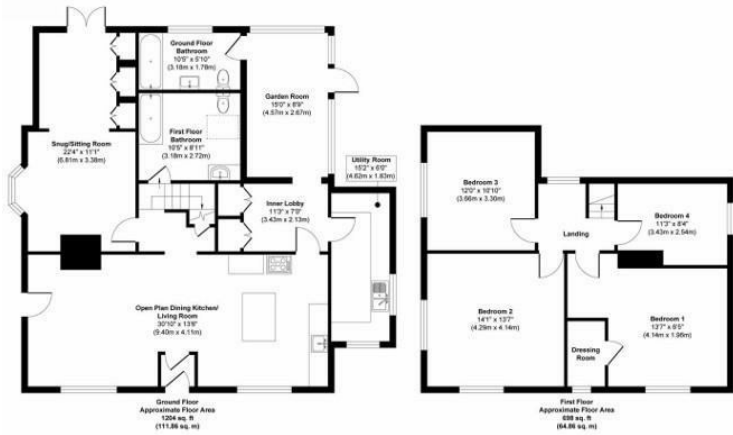 Ground Floor
Bathroom
10'5" x 5'10"
(3.18m x 1.78m)
Garden Room
15'0" x 8'9"
(4.57m x 2.67m)
First Floor
Bathroom
10'5" x 8'11"
(3.18m x 2.72m)
Snug/Sitting Room
22'4" x 11'1"
(6.81m x 3.38m)
Utility Room
15'2" x 6'0"
(4.62m x 1.83m)
Inner Lobby
11'3" x 7'0"
(3.43m x 2.13m)
Open Plan Dining Kitchen/
Living Room
30'10" x 13'6"
(9.40m x 4.11m)
Ground Floor
Approximate Floor Area
1204 sq. ft
(111.86 sq. m)
Bedroom 3
12'0" x 10'10"
(3.66m x 3.30m)
Bedroom 4
11'3" x 8'4"
(3.43m x 2.54m)
Landing
Bedroom 2
14'1" x 13'7"
(4.29m x 4.14m)
Bedroom 1
13'7" x 6'5"
(4.14m x 1.96m)
Dressing
Room
First Floor
Approximate Floor Area
698 sq. ft
(64.86 sq. m)